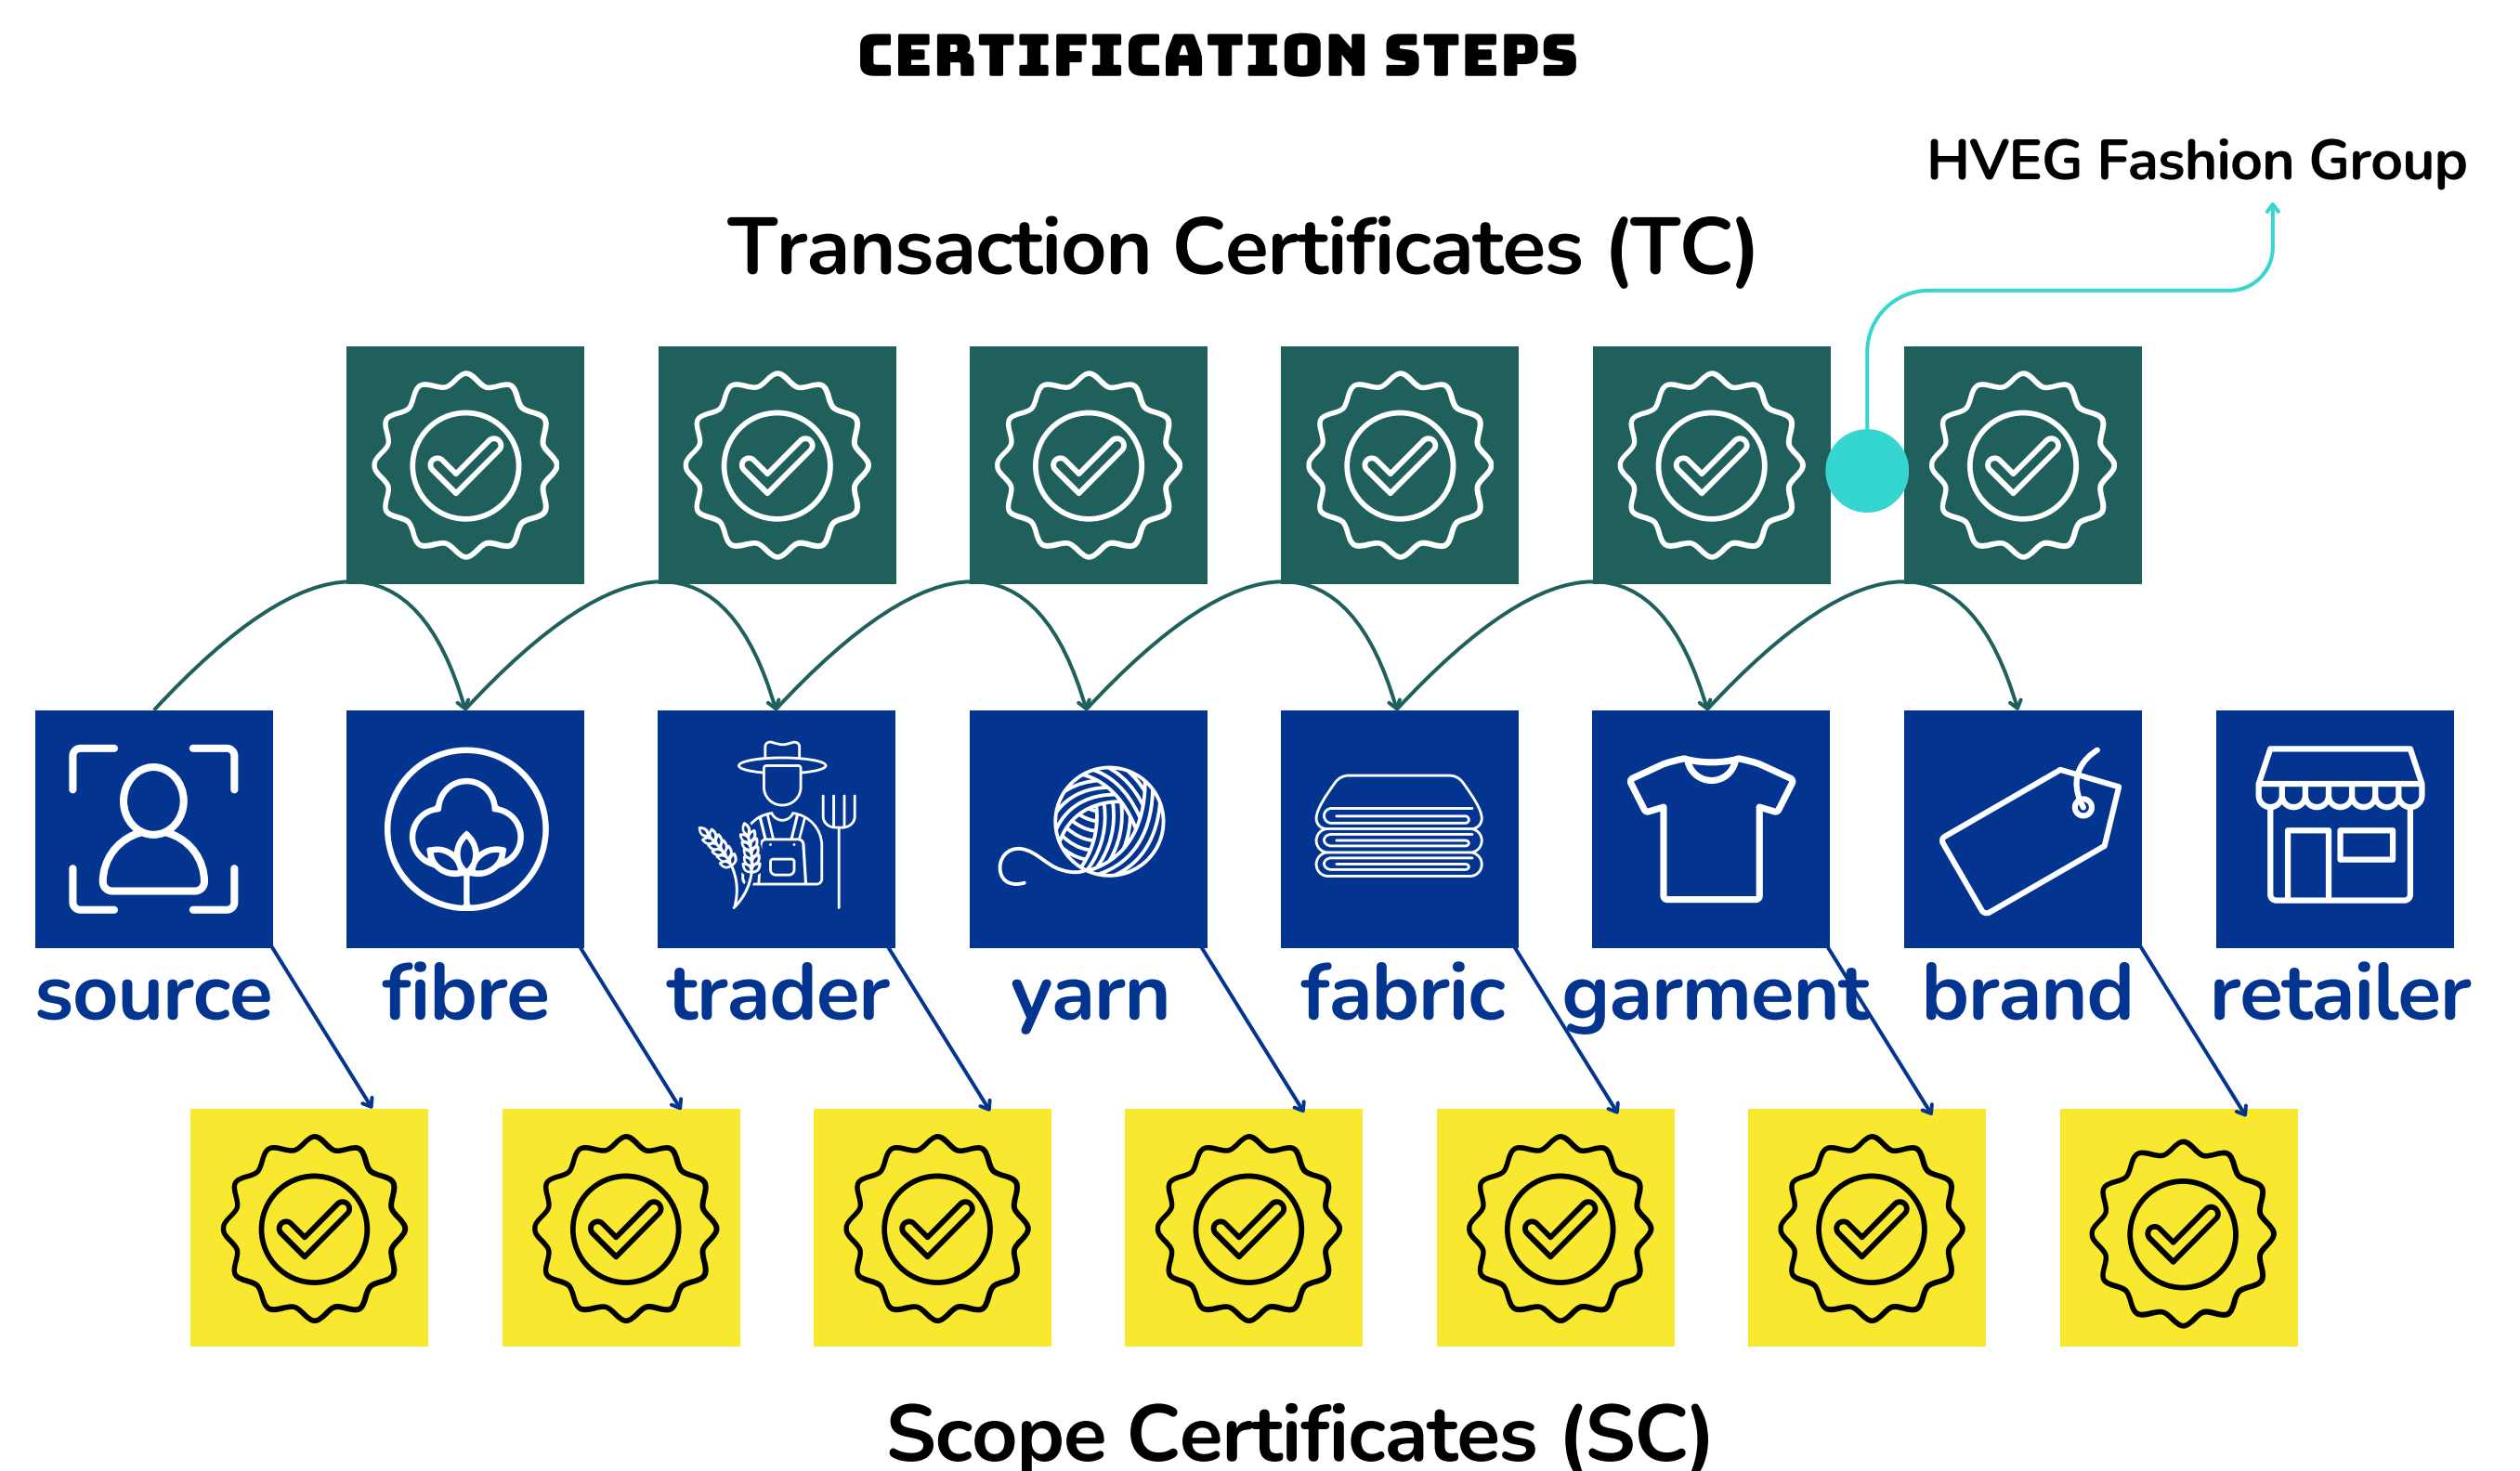 CERTIFICATION STEPS
HVEG Fashion Group
Transaction Certificates (TC)
source fibre trader yarn fabric garment brand retailer
Scope Certificates (SC)